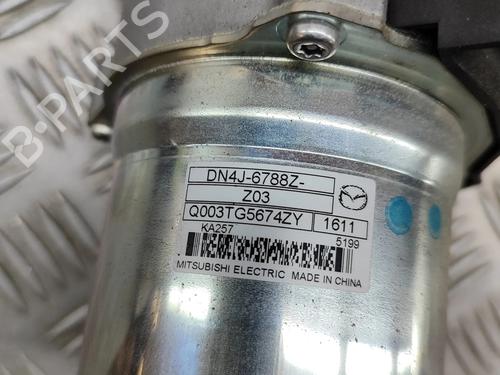 B-PARTS
DN4J-6788Z-
Z03
Q003TG5674ZY 1611
KA257 5199
MITSUBISHI ELECTRIC MADE IN CHINA